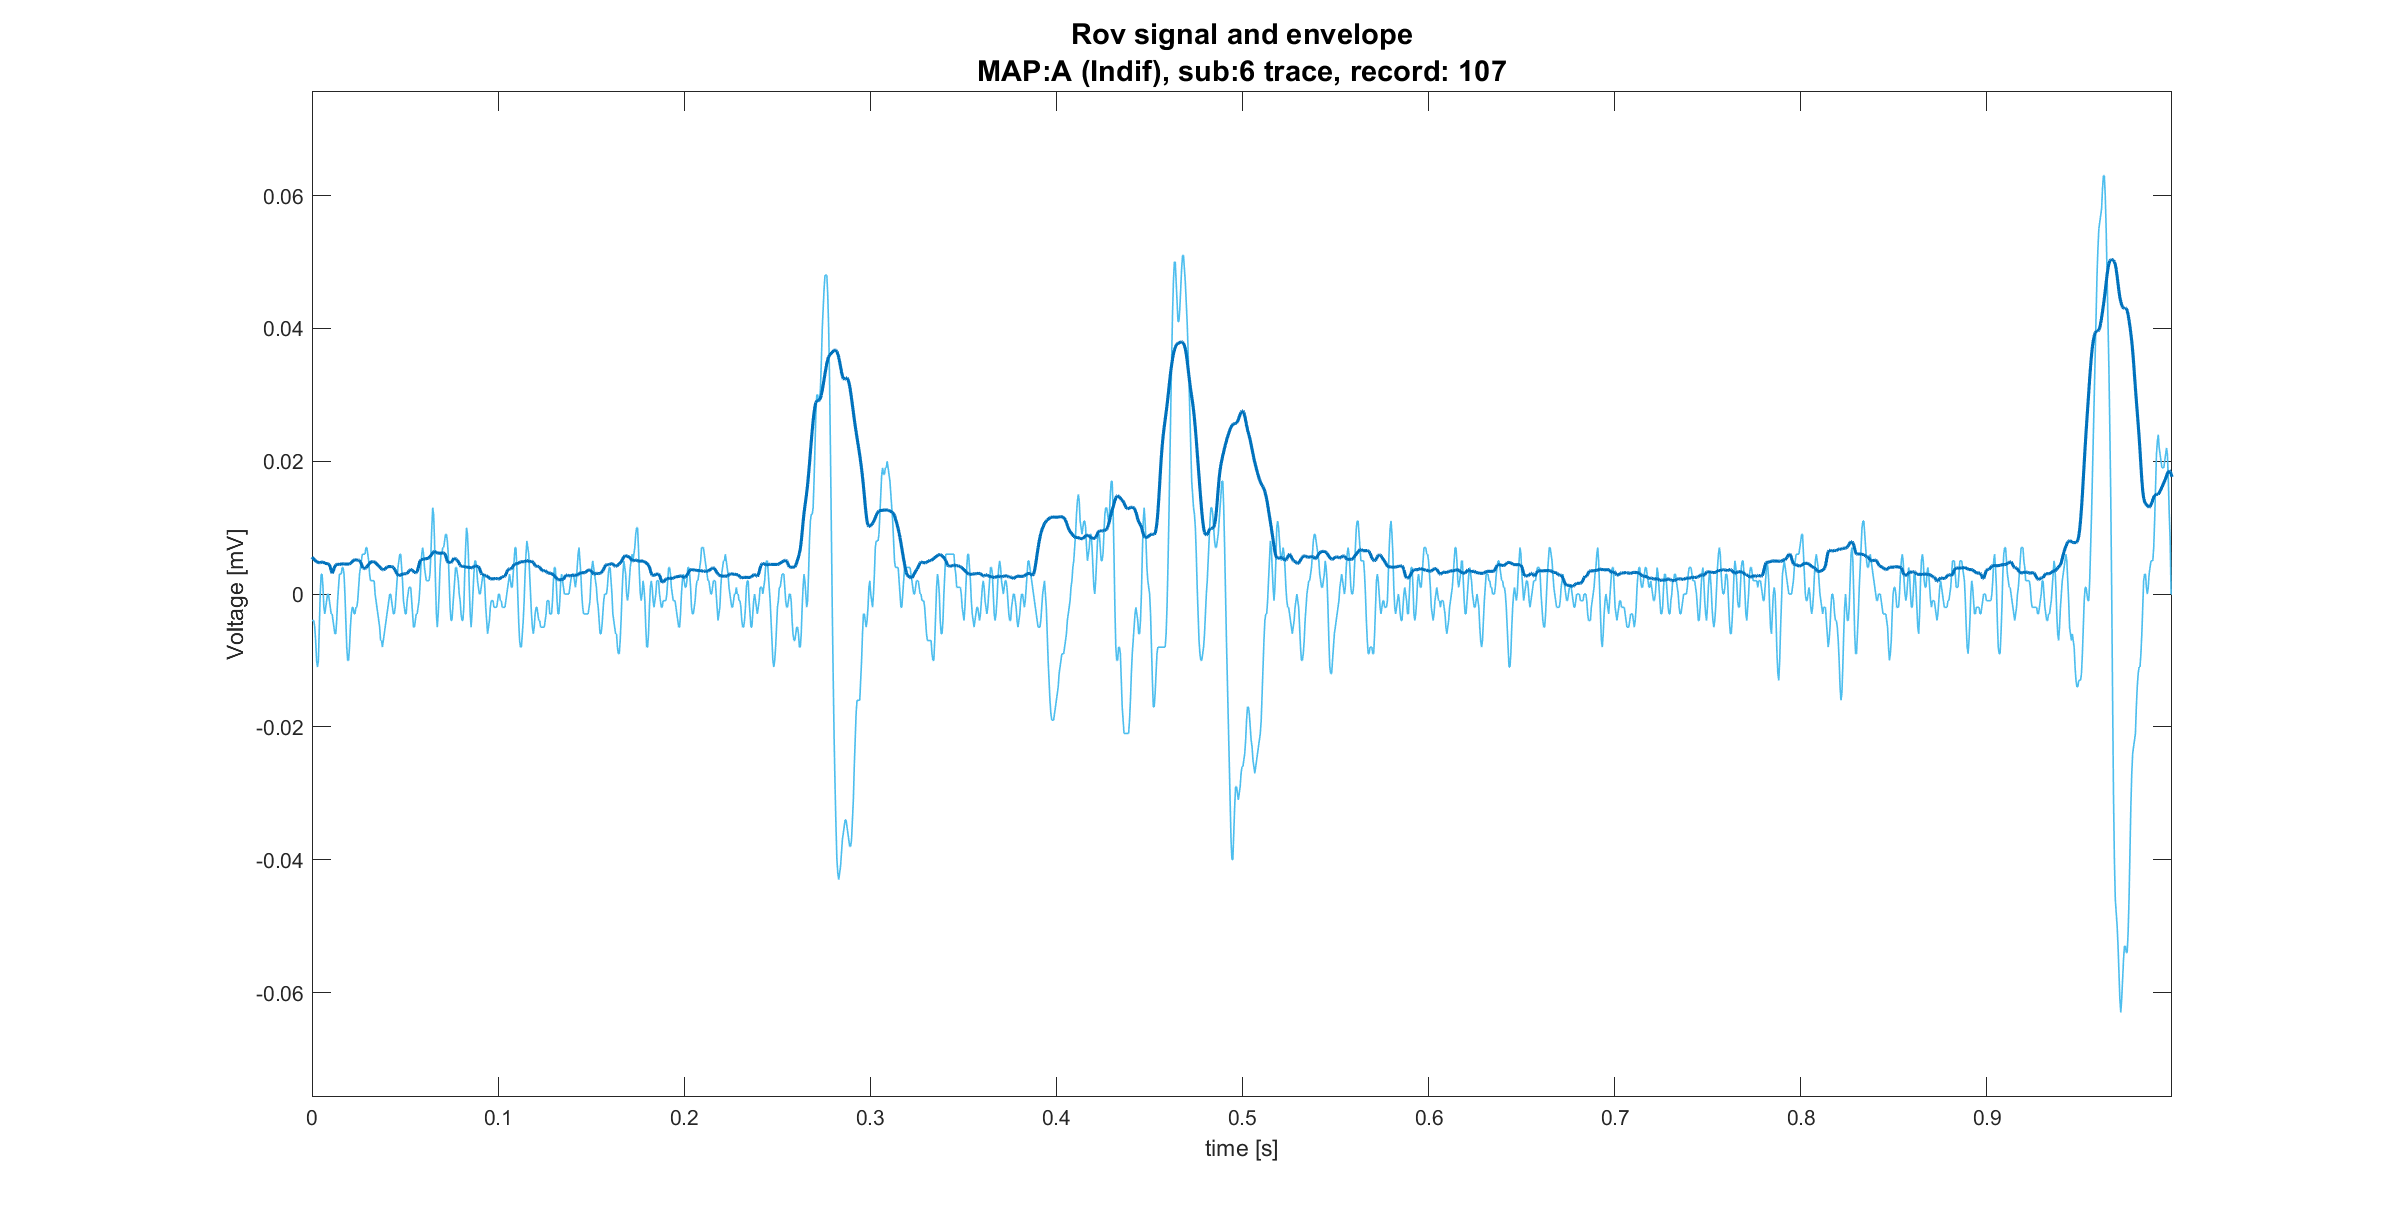 Rov signal and envelope
MAP:A (Indif), sub:6 trace, record: 107
Voltage [mV]
0.06
0.04
0.02
0
-0.02
-0.04
-0.06
0 0.1 0.2 0.3 0.4 0.5 0.6 0.7 0.8 0.9
time [s]